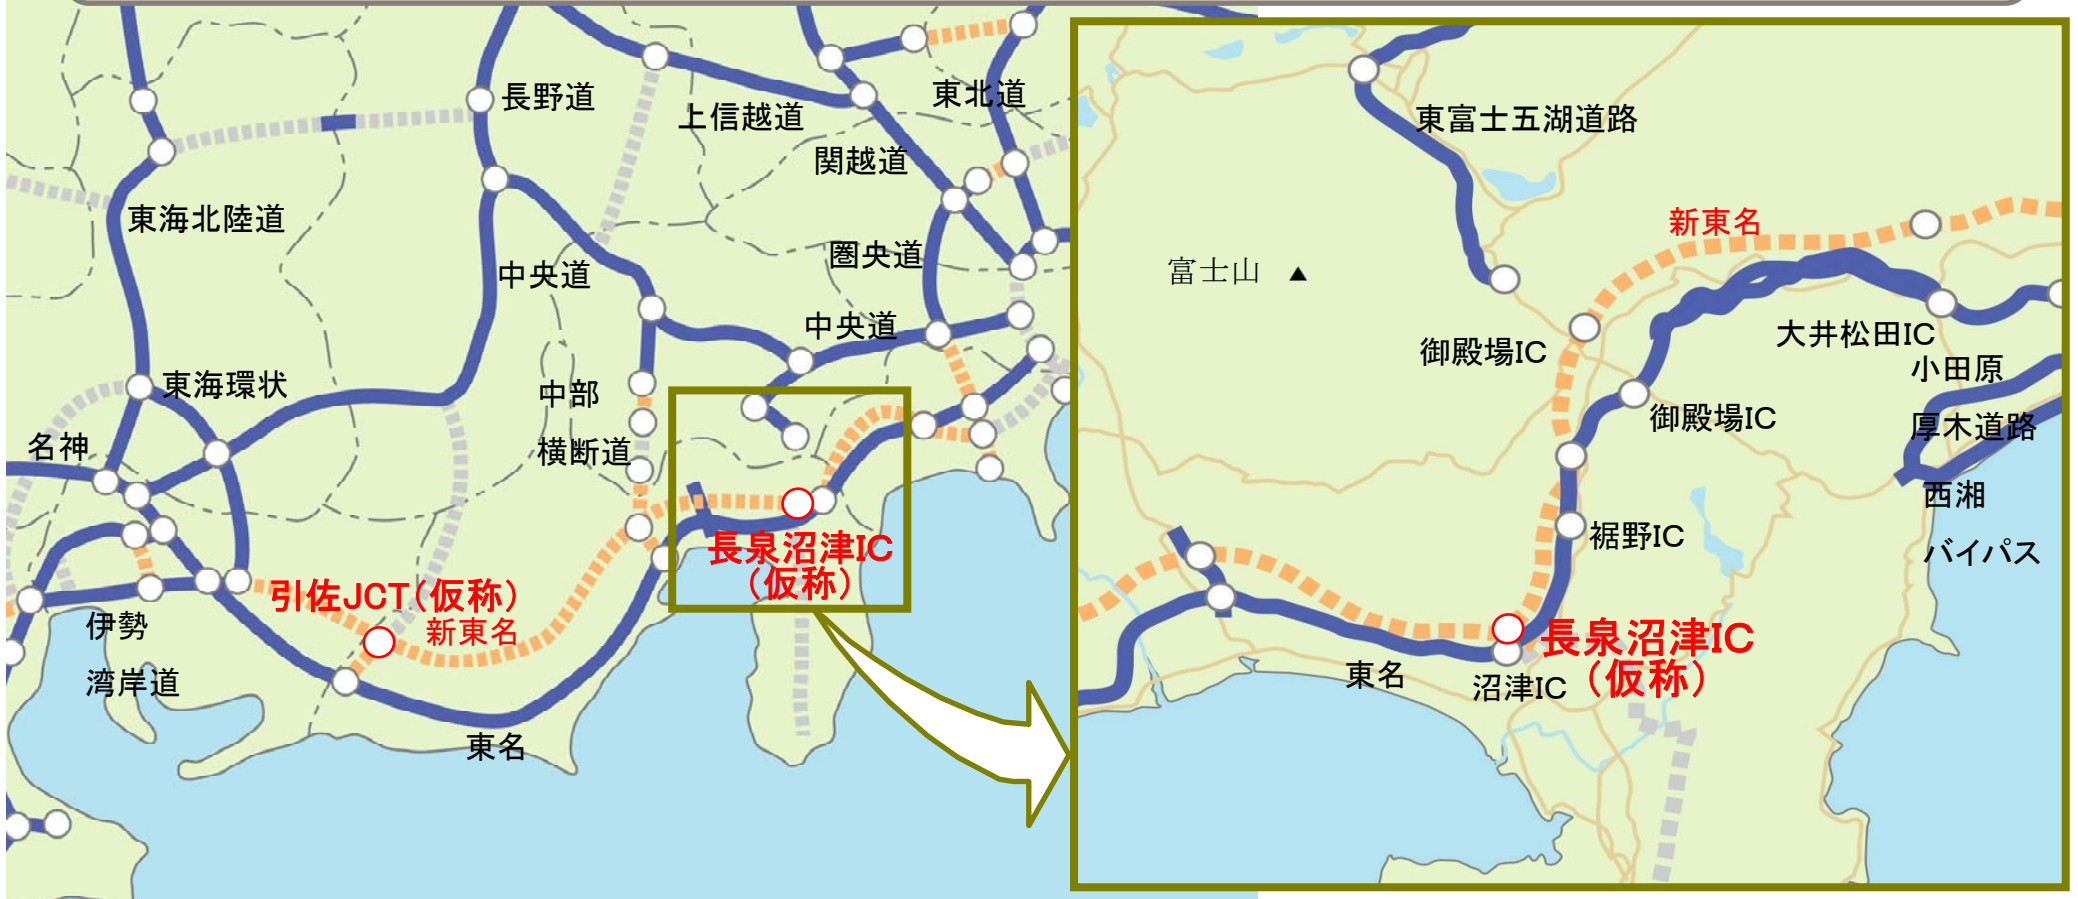 長野道
上信越道
東北道
関越道
東海北陸道
圏央道
中央道
中央道
東海環状
中部
横断道
名神
長泉沼津IC
(仮称)
引佐JCT(仮称)
新東名
伊勢
湾岸道
東名
東富士五湖道路
新東名
富士山 ▲
御殿場IC
大井松田IC
小田原
厚木道路
御殿場IC
西湘
バイパス
裾野IC
長泉沼津IC
(仮称)
東名
沼津IC